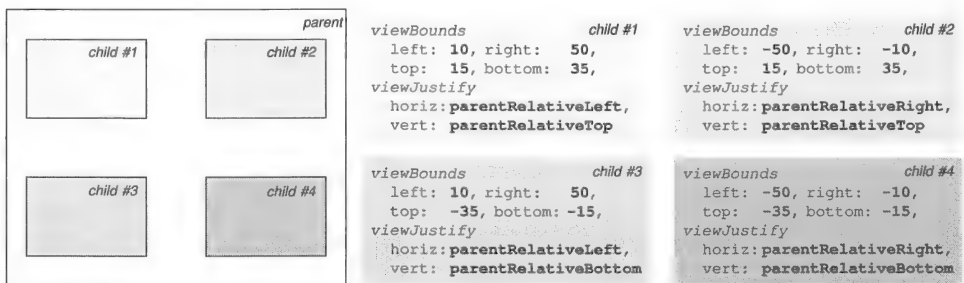 parent
child #1
child #2
child #3
child #4
viewBounds child #1
left: 10, right: 50,
top: 15, bottom: 35,
viewJustify
horiz: parentRelativeLeft,
vert: parentRelativeTop
viewBounds child #2
left: -50, right: -10,
top: 15, bottom: 35,
viewJustify
horiz: parentRelativeRight,
vert: parentRelativeTop
viewBounds child #3
left: 10, right: 50,
top: -35, bottom: -15,
viewJustify
horiz: parentRelativeLeft,
vert: parentRelativeBottom
viewBounds child #4
left: -50, right: -10,
top: -35, bottom: -15,
viewJustify
horiz: parentRelativeRight,
vert: parentRelativeBottom